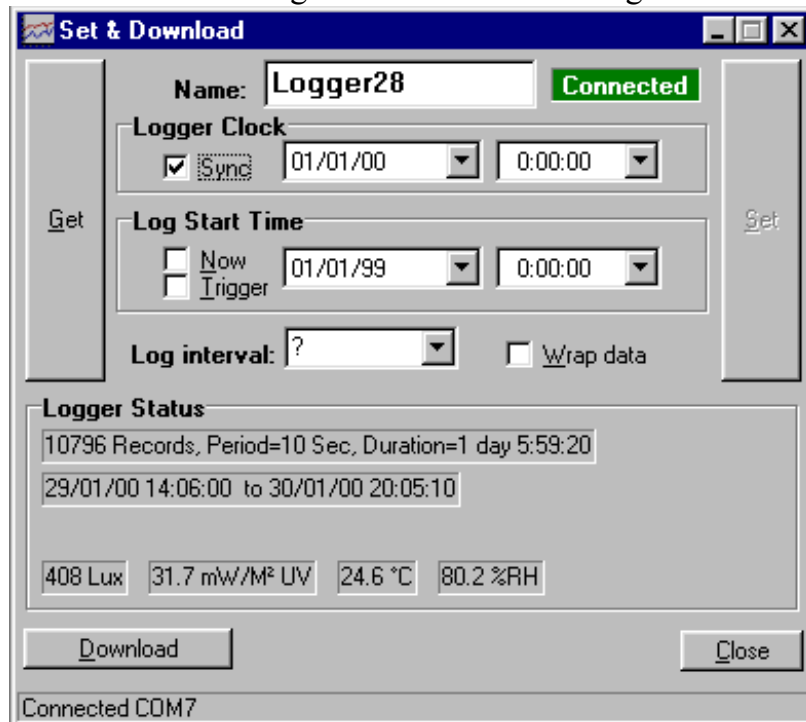 Set & Download
Name: Logger28 Connected
Logger Clock
Sync 01/01/00 0:00:00
Get
Set
Log Start Time
Now
Trigger
01/01/99 0:00:00
Log interval: ? Wrap data
Logger Status
10796 Records, Period=10 Sec, Duration=1 day 5:59:20
29/01/00 14:06:00 to 30/01/00 20:05:10
408 Lux 31.7 mW/M² UV 24.6 °C 80.2 %RH
Download Close
Connected COM7